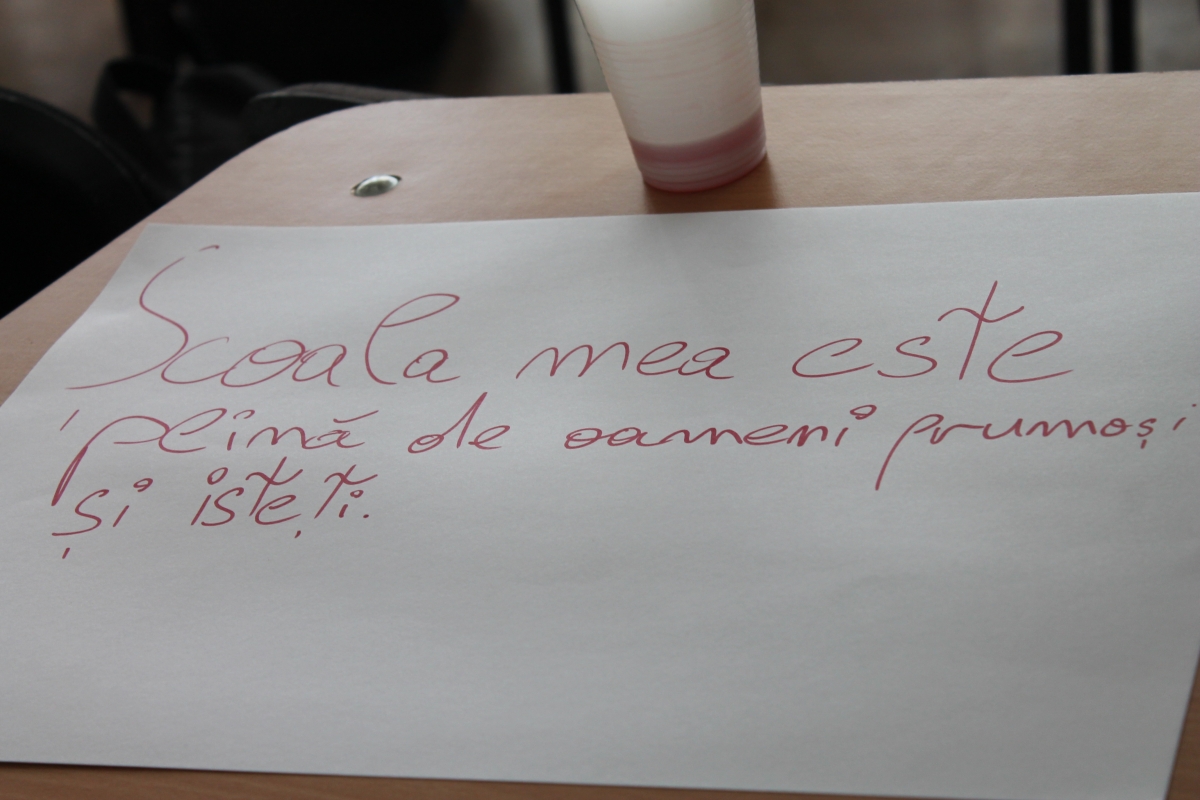 Școala mea este
plină de oameni frumoși
și isteți.